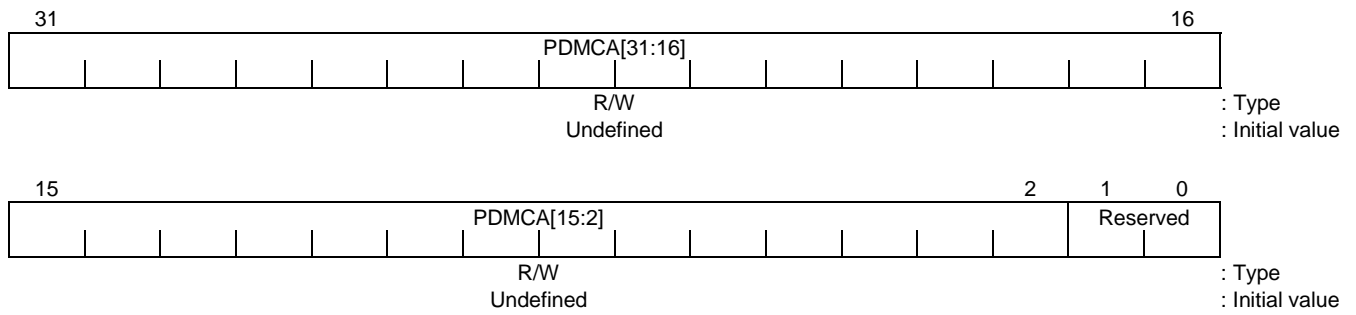 31 16
PDMCA[31:16]
R/W : Type
Undefined : Initial value
15 2 1 0
PDMCA[15:2] Reserved
R/W : Type
Undefined : Initial value